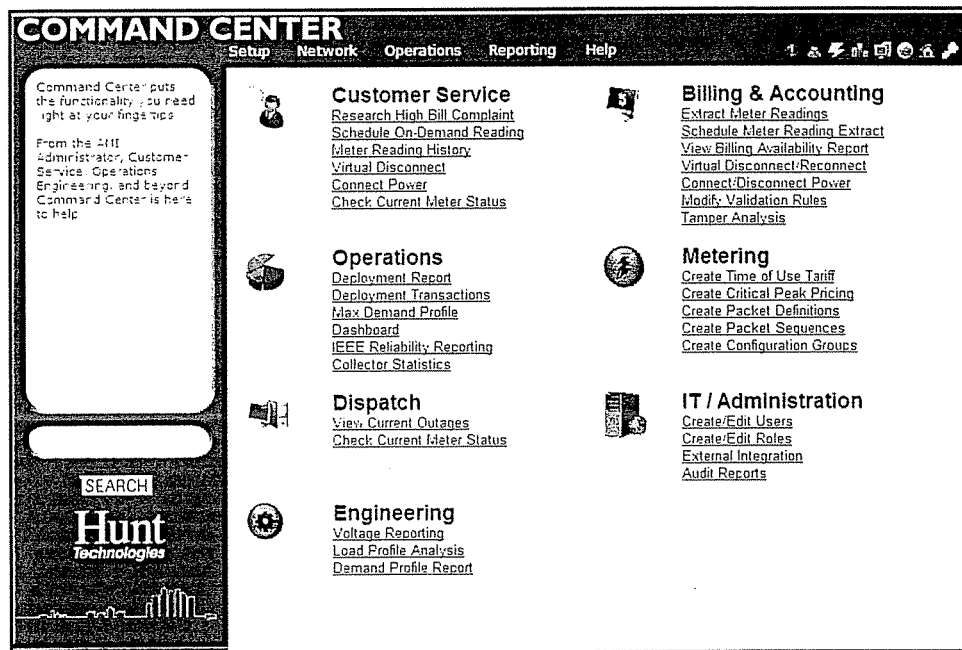 COMMAND CENTER
Setup Network Operations Reporting Help
Command Center puts
the functionality you need
right at your fingertips
From the AMI
Administrator, Customer
Service, Operations
Engineering, and beyond
Command Center is here
to help
SEARCH
Hunt
Technologies
Customer Service
Research High Bill Complaint
Schedule On-Demand Reading
Meter Reading History
Virtual Disconnect
Connect Power
Check Current Meter Status
Billing & Accounting
Extract Meter Readings
Schedule Meter Reading Extract
View Billing Availability Report
Virtual Disconnect/Reconnect
Connect/Disconnect Power
Modify Validation Rules
Tamper Analysis
Operations
Deployment Report
Deployment Transactions
Max Demand Profile
Dashboard
IEEE Reliability Reporting
Collector Statistics
Metering
Create Time of Use Tariff
Create Critical Peak Pricing
Create Packet Definitions
Create Packet Sequences
Create Configuration Groups
Dispatch
View Current Outages
Check Current Meter Status
IT / Administration
Create/Edit Users
Create/Edit Roles
External Integration
Audit Reports
Engineering
Voltage Reporting
Load Profile Analysis
Demand Profile Report